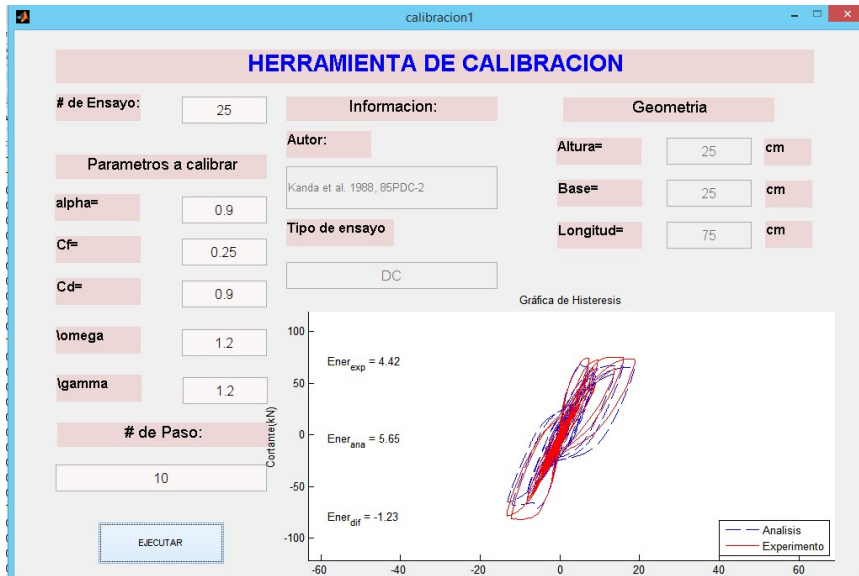 calibracion1
HERRAMIENTA DE CALIBRACION
# de Ensayo:
25
Parametros a calibrar
alpha=
0.9
Cf=
0.25
Cd=
0.9
\omega
1.2
\gamma
1.2
# de Paso:
10
EJECUTAR
Informacion:
Autor:
Kanda et al. 1988, 85PDC-2
Tipo de ensayo
DC
Geometria
Altura=
25
cm
Base=
25
cm
Longitud=
75
cm
Gráfica de Histeresis
Cortante(kN)
100
50
0
-50
-100
Ener_exp = 4.42
Ener_ana = 5.65
Ener_dif = -1.23
Analisis
Experimento
-60 -40 -20 0 20 40 60